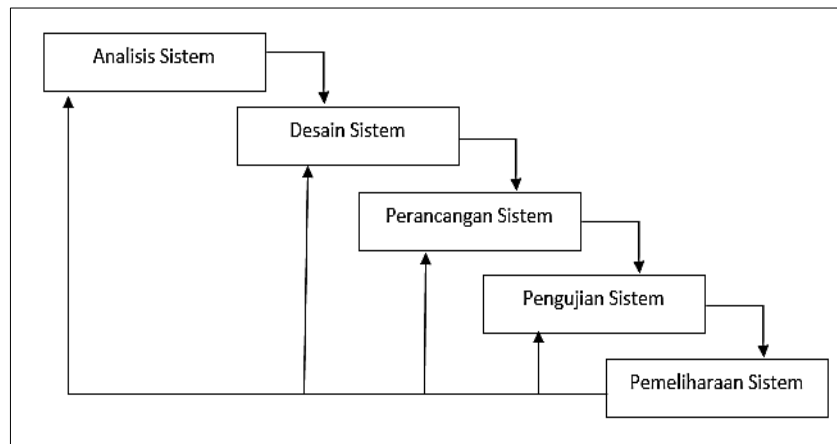 Analisis Sistem
Desain Sistem
Perancangan Sistem
Pengujian Sistem
Pemeliharaan Sistem